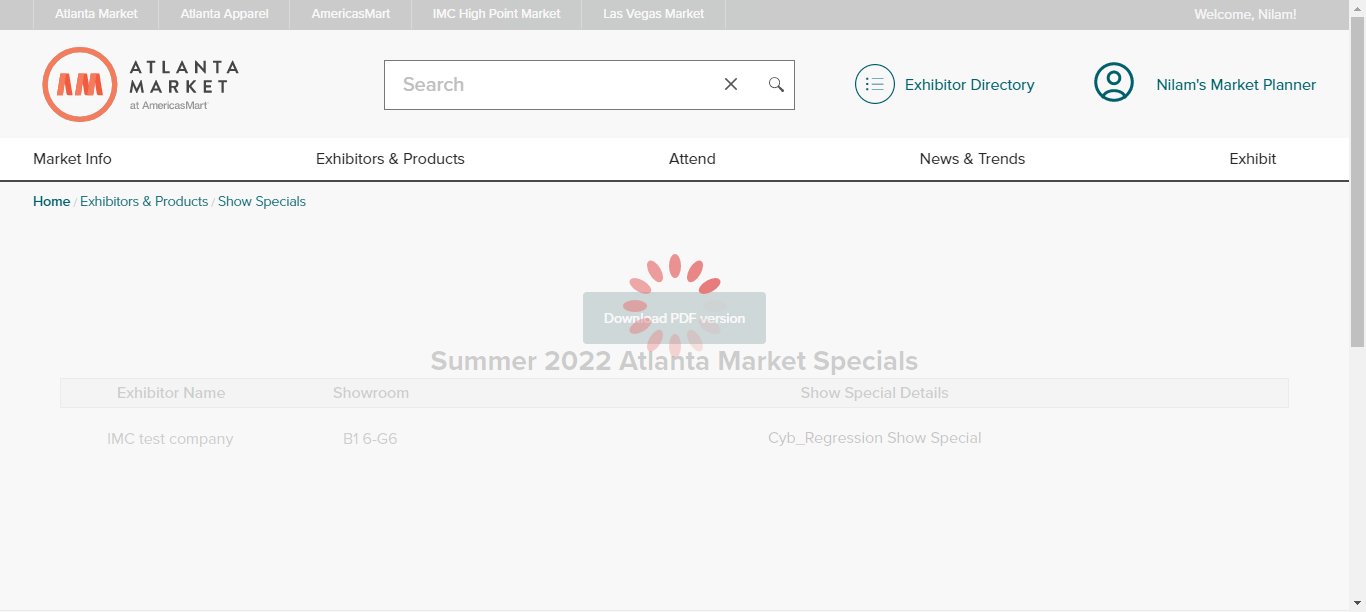 Atlanta Market Atlanta Apparel AmericasMart IMC High Point Market Las Vegas Market Welcome, Nilam!
AM ATLANTA
MARKET
at AmericasMart
Search
Exhibitor Directory
Nilam's Market Planner
Market Info Exhibitors & Products Attend News & Trends Exhibit
Home / Exhibitors & Products / Show Specials
Download PDF version
Summer 2022 Atlanta Market Specials
Exhibitor Name Showroom Show Special Details
IMC test company B1 6-G6 Cyb_Regression Show Special